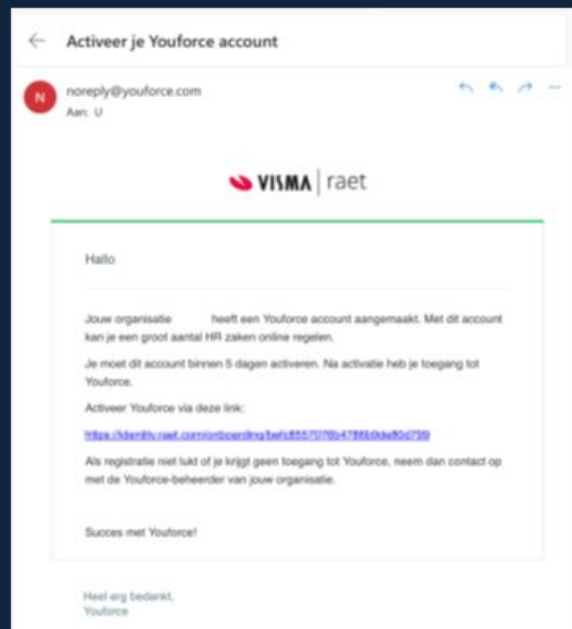 Activeer je Youforce account
N
noreply@youforce.com
Aan: U
VISMA | raet
Hallo
Jouw organisatie heeft een Youforce account aangemaakt. Met dit account
kan je een groot aantal HR zaken online regelen.
Je moet dit account binnen 5 dagen activeren. Na activatie heb je toegang tot
Youforce.
Activeer Youforce via deze link:
Als registratie niet lukt of je krijgt geen toegang tot Youforce, neem dan contact op
met de Youforce-beheerder van jouw organisatie.
Succes met Youforce!
Heel erg bedankt,
Youforce